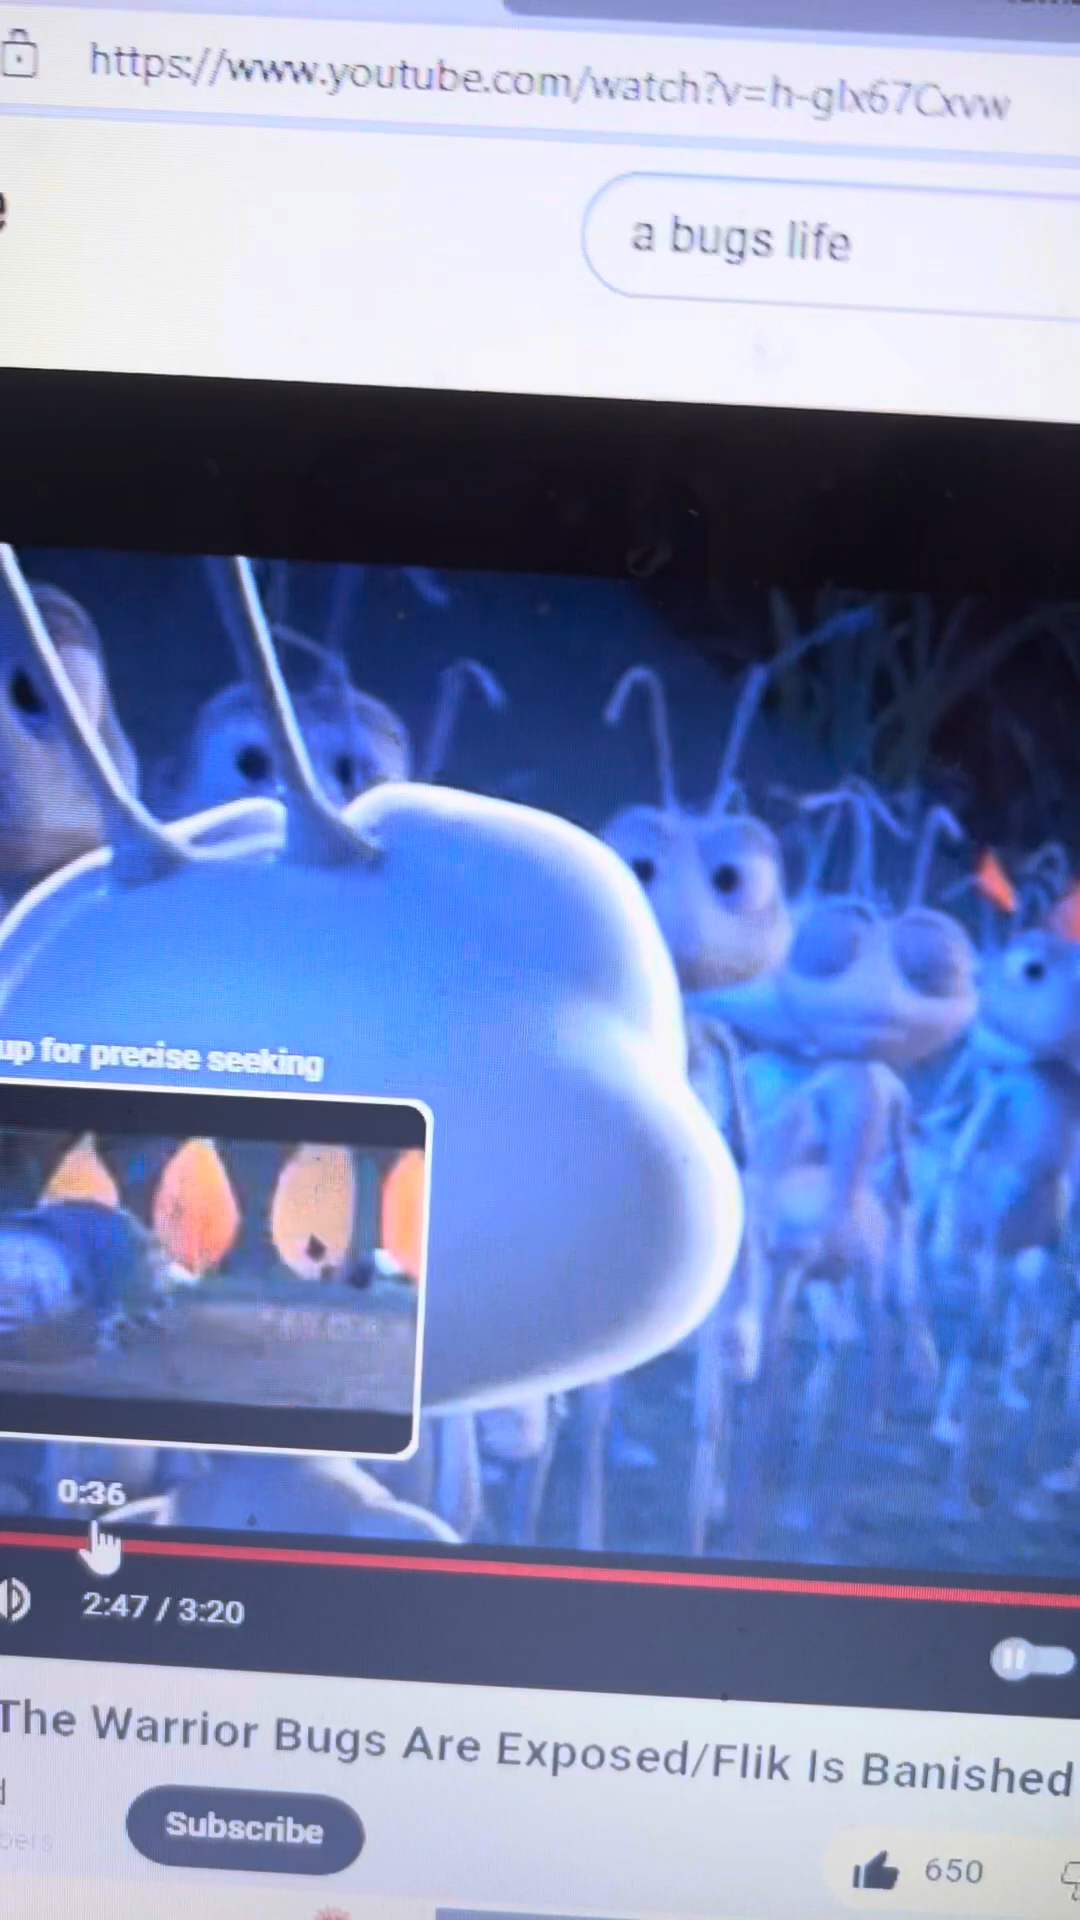 https://www.youtube.com/watch?v=h-glx67Cxvw
a bugs life
up for precise seeking
0:36
2:47 / 3:20
The Warrior Bugs Are Exposed/Flik Is Banished
Subscribe
650